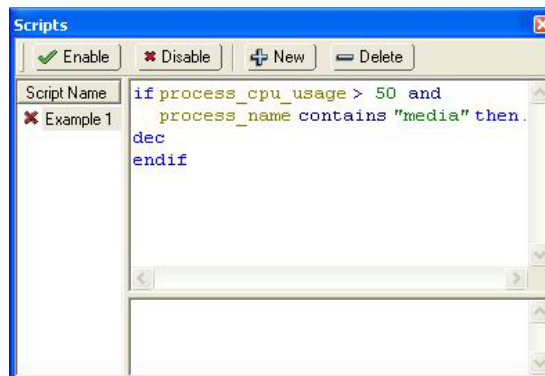 Scripts
Enable Disable New Delete
Script Name
Example 1
if process_cpu_usage > 50 and
process_name contains "media" then.
dec
endif